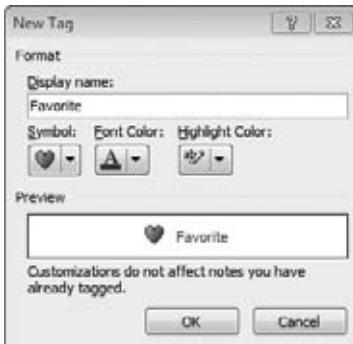 New Tag
Format
Display name:
Favorite
Symbol: Font Color: Highlight Color:
A ab
Preview
Favorite
Customizations do not affect notes you have
already tagged.
OK Cancel